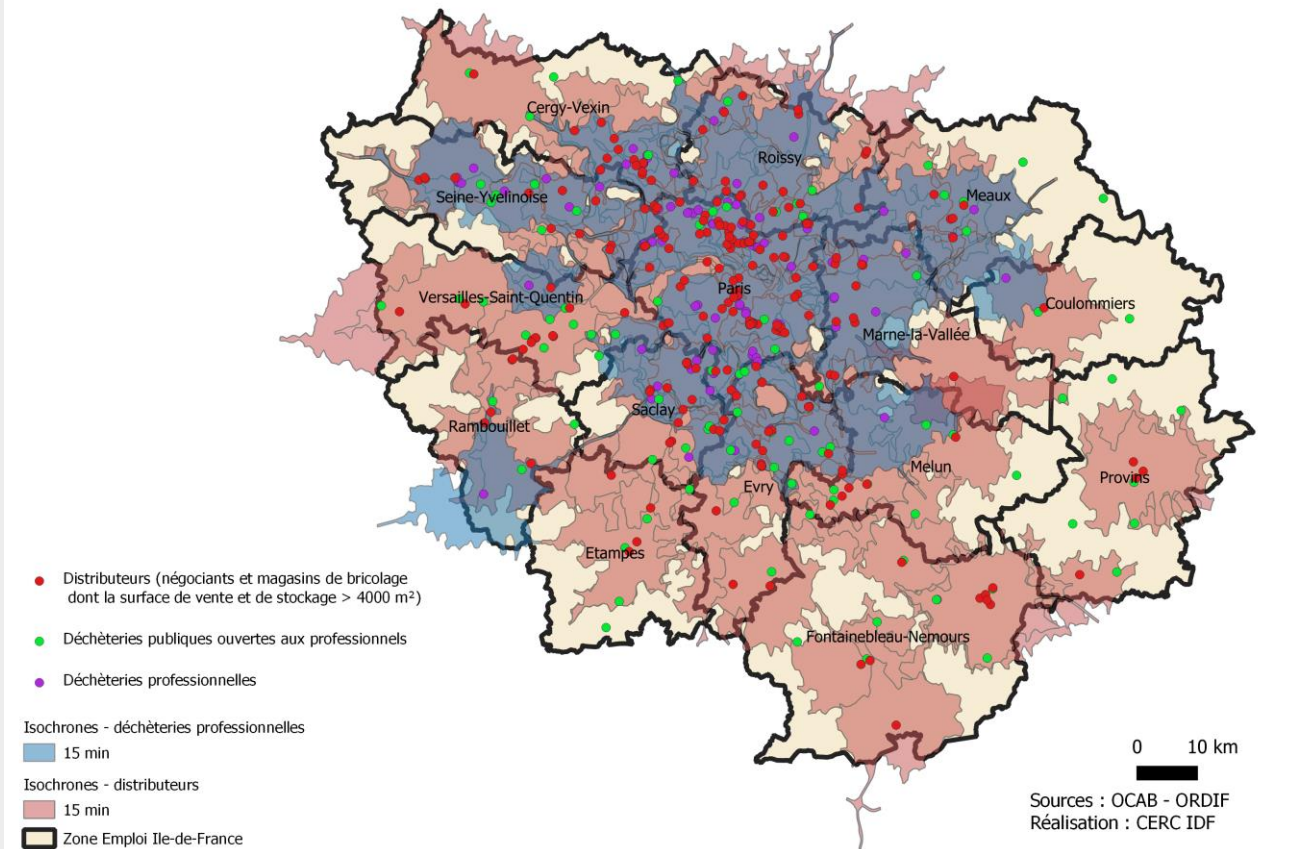 Cergy-Vexin
Roissy
Seine-Yvelinoise
Meaux
Versailles-Saint-Quentin
Paris
Coulommiers
Marne-la-Vallée
Saclay
Rambouillet
Melun
Evry
Provins
Etampes
Fontainebleau-Nemours
Distributeurs (négociants et magasins de bricolage
dont la surface de vente et de stockage > 4000 m²)
Déchèteries publiques ouvertes aux professionnels
Déchèteries professionnelles
Isochrones - déchèteries professionnelles
15 min
Isochrones - distributeurs
15 min
Zone Emploi Ile-de-France
0 10 km
Sources : OCAB - ORDIF
Réalisation : CERC IDF